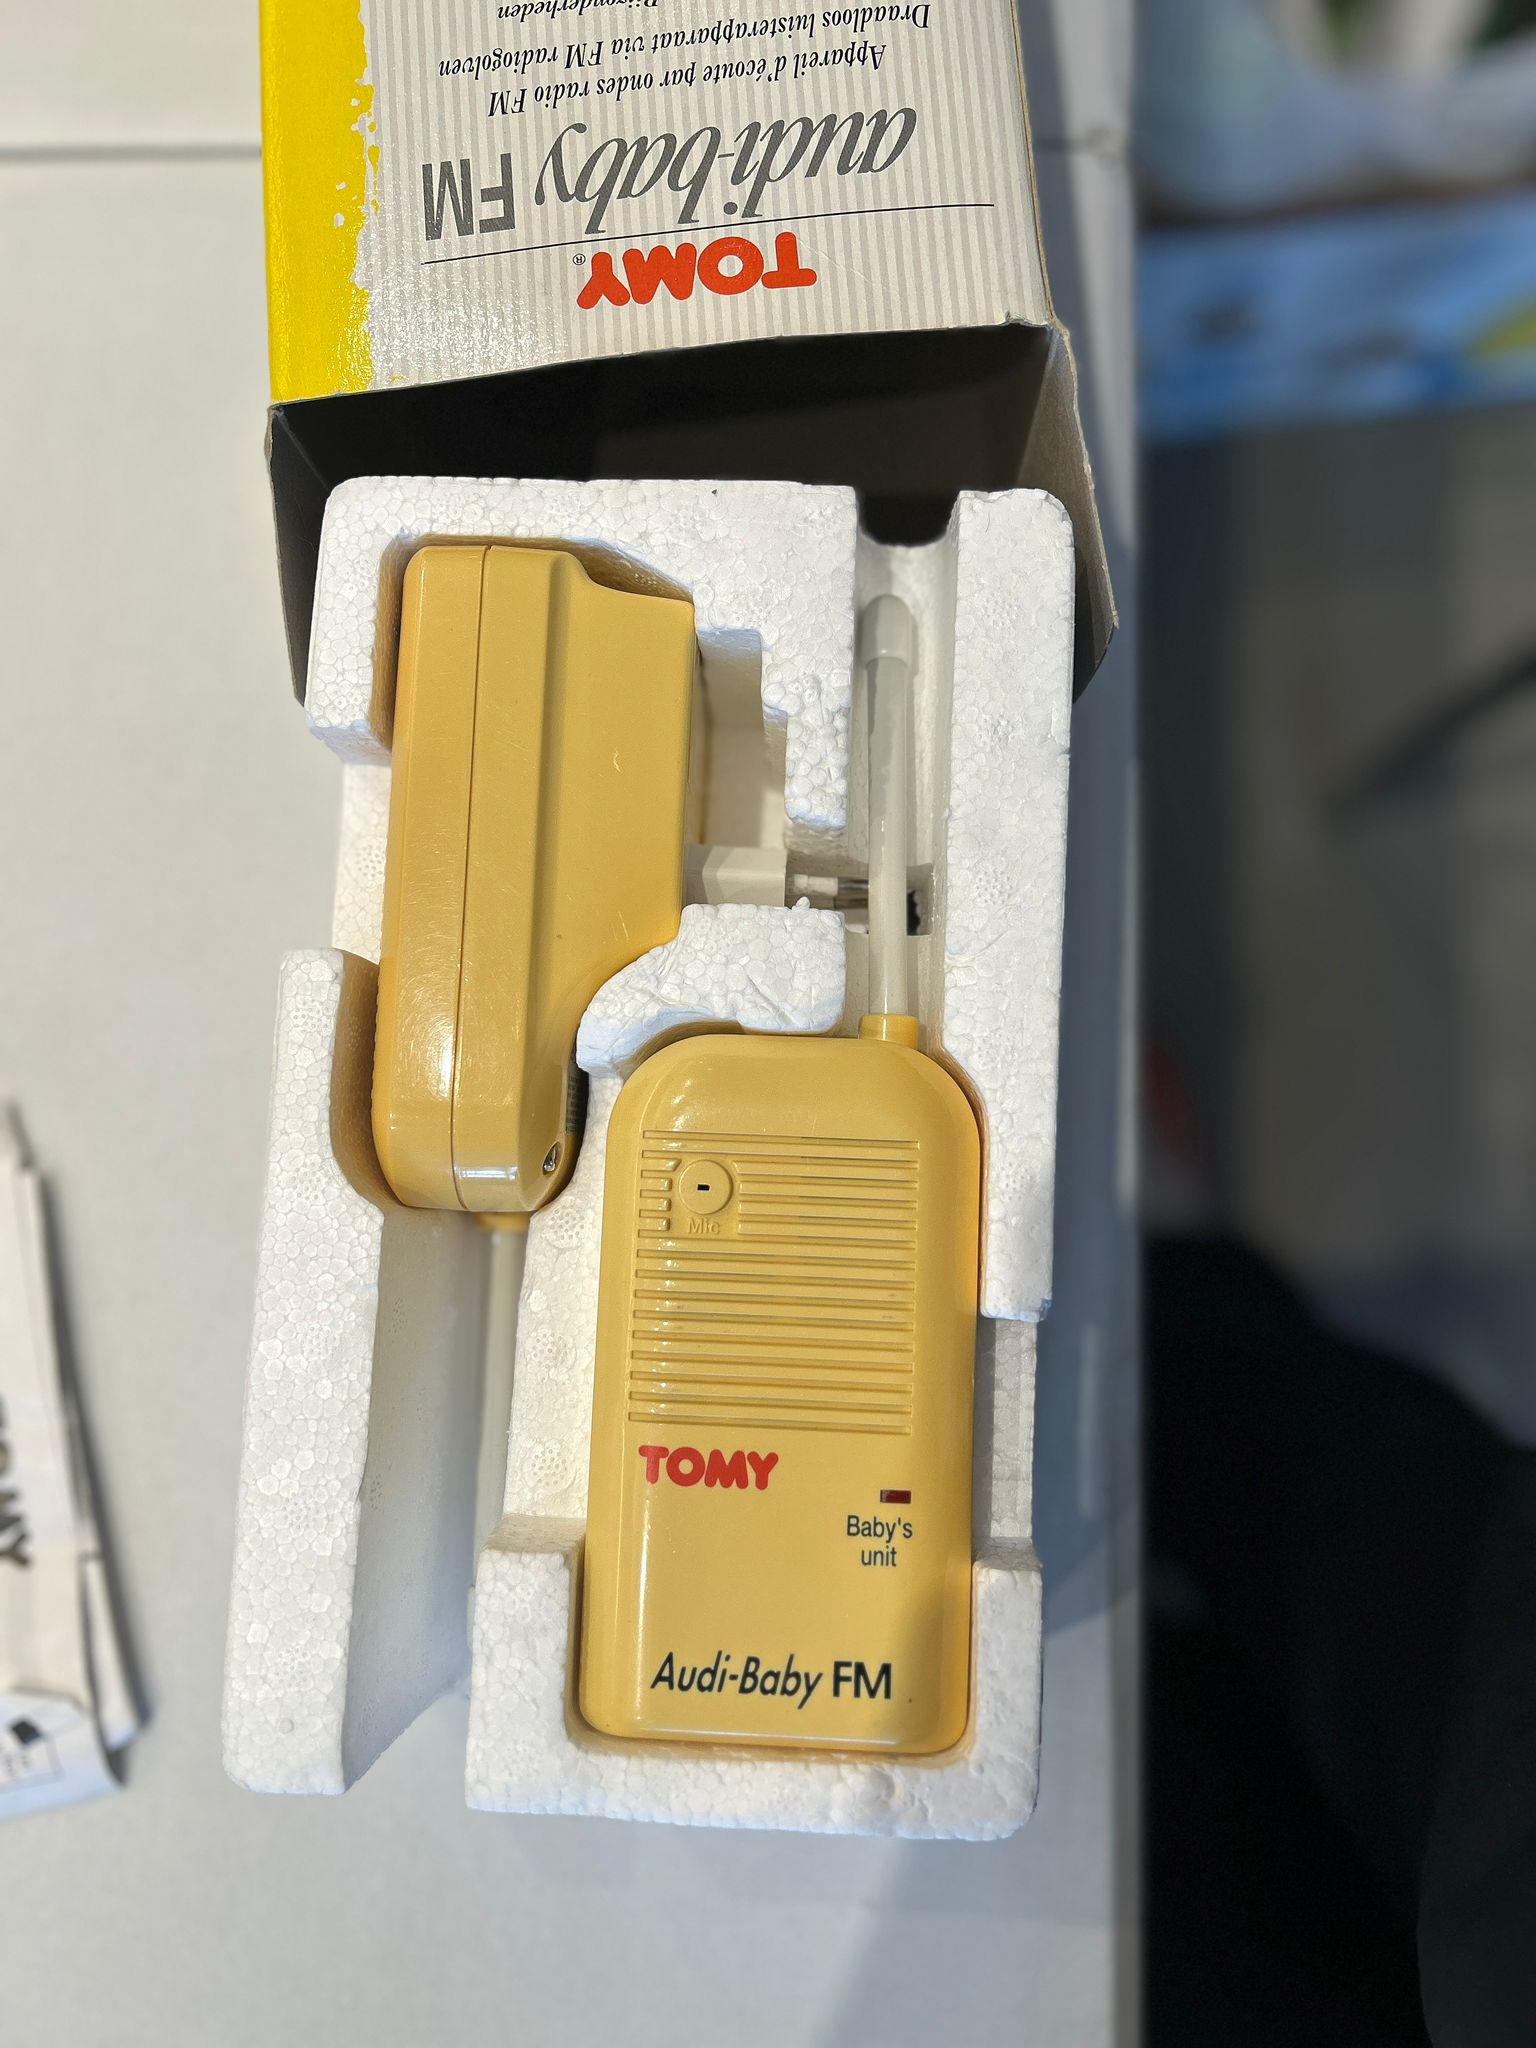 TOMY®
audi-baby FM
Appareil d'écoute par ondes radio FM
Draadloos luisterapparaat via FM radiogolven
Bijzonderheden
Mic
TOMY
Baby's
unit
Audi-Baby FM